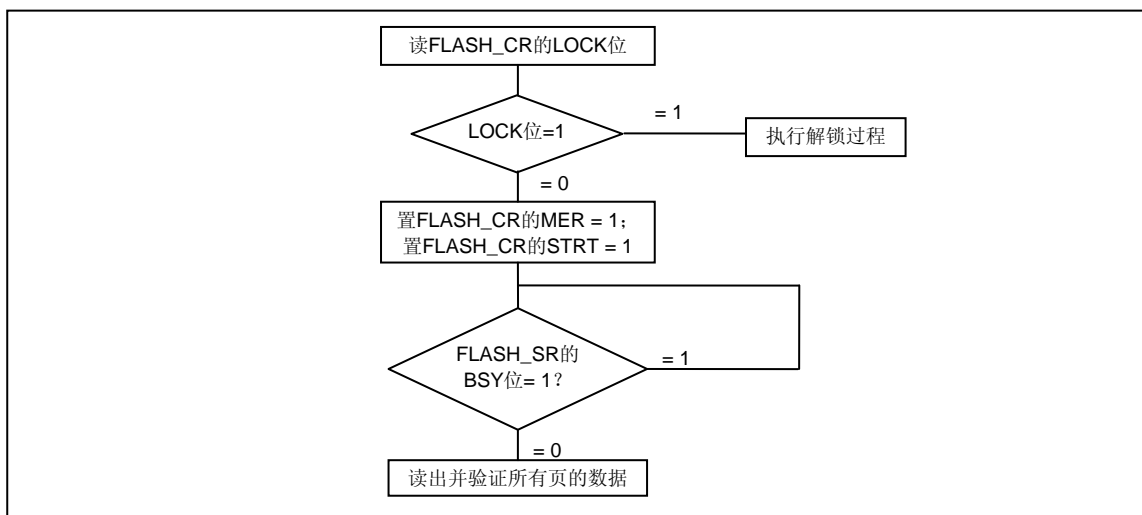 读FLASH_CR的LOCK位
LOCK位=1
= 1
执行解锁过程
= 0
置FLASH_CR的MER = 1；
置FLASH_CR的STRT = 1
FLASH_SR的
BSY位= 1？
= 1
= 0
读出并验证所有页的数据